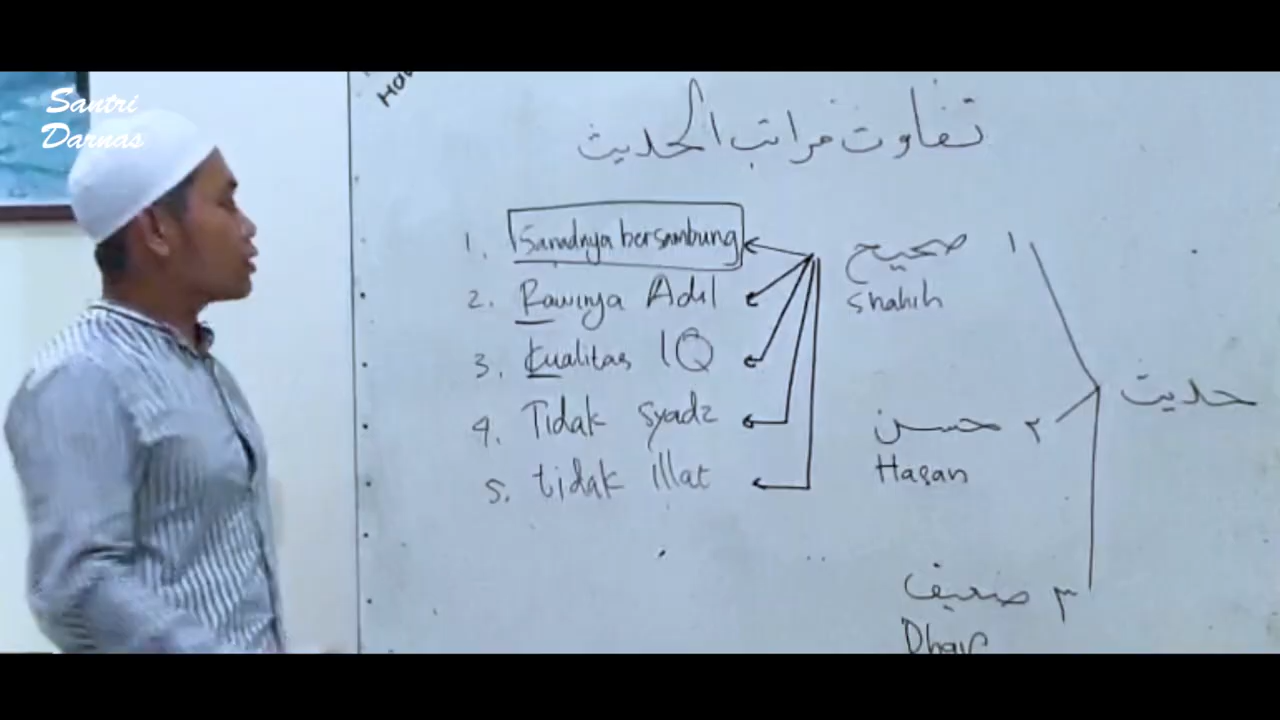 Santri
Darnas
تفاوت مراتب الحديث
1. Sanadnya bersambung
2. Rawinya Adil
3. Kualitas IQ
4. Tidak syadz
5. tidak illat
١ صحيح
Shahih
حديث
٢ حسن
Hasan
٣ ضعيف